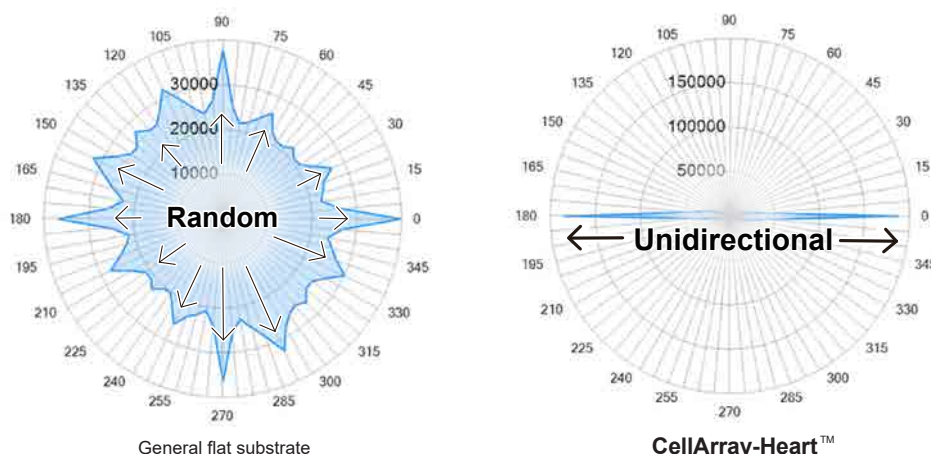 90
105 75
120 60
135 30000 45
150 20000 30
165 10000 15
180 Random 0
195 345
210 330
225 315
240 300
255 285
270
General flat substrate
90
105 75
120 60
135 150000 45
150 100000 30
165 50000 15
180 0
Unidirectional
195 345
210 330
225 315
240 300
255 285
270
CellArray-Heart™